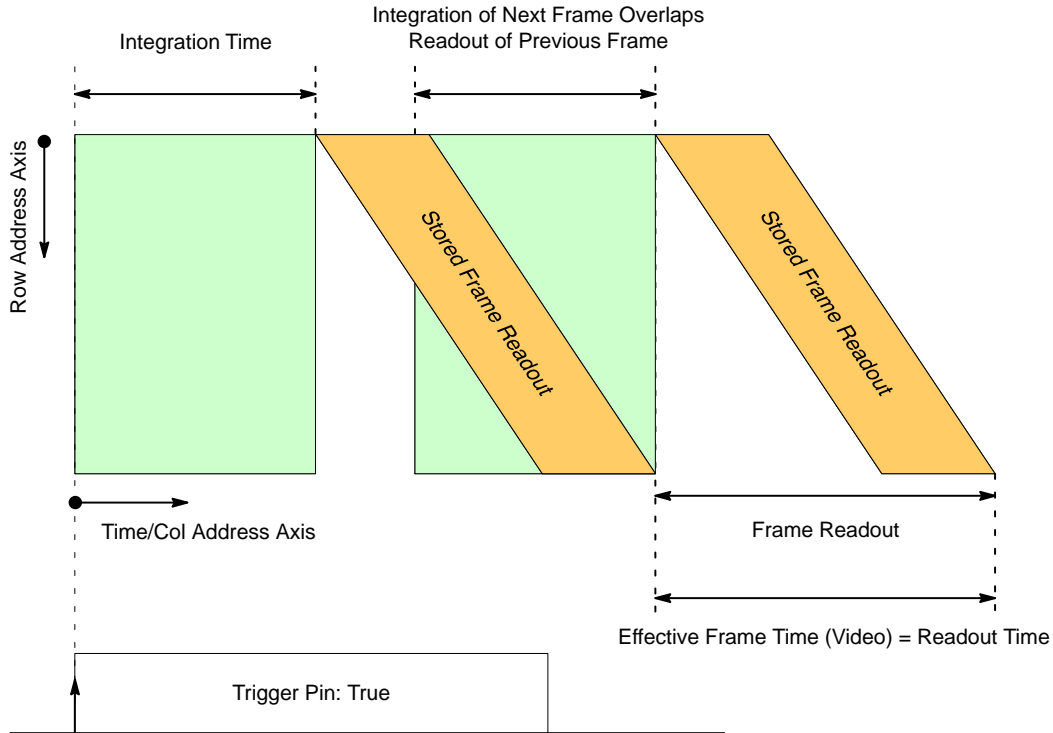 Integration of Next Frame Overlaps
Readout of Previous Frame
Integration Time
Row Address Axis
Stored Frame Readout
Stored Frame Readout
Time/Col Address Axis
Frame Readout
Effective Frame Time (Video) = Readout Time
Trigger Pin: True